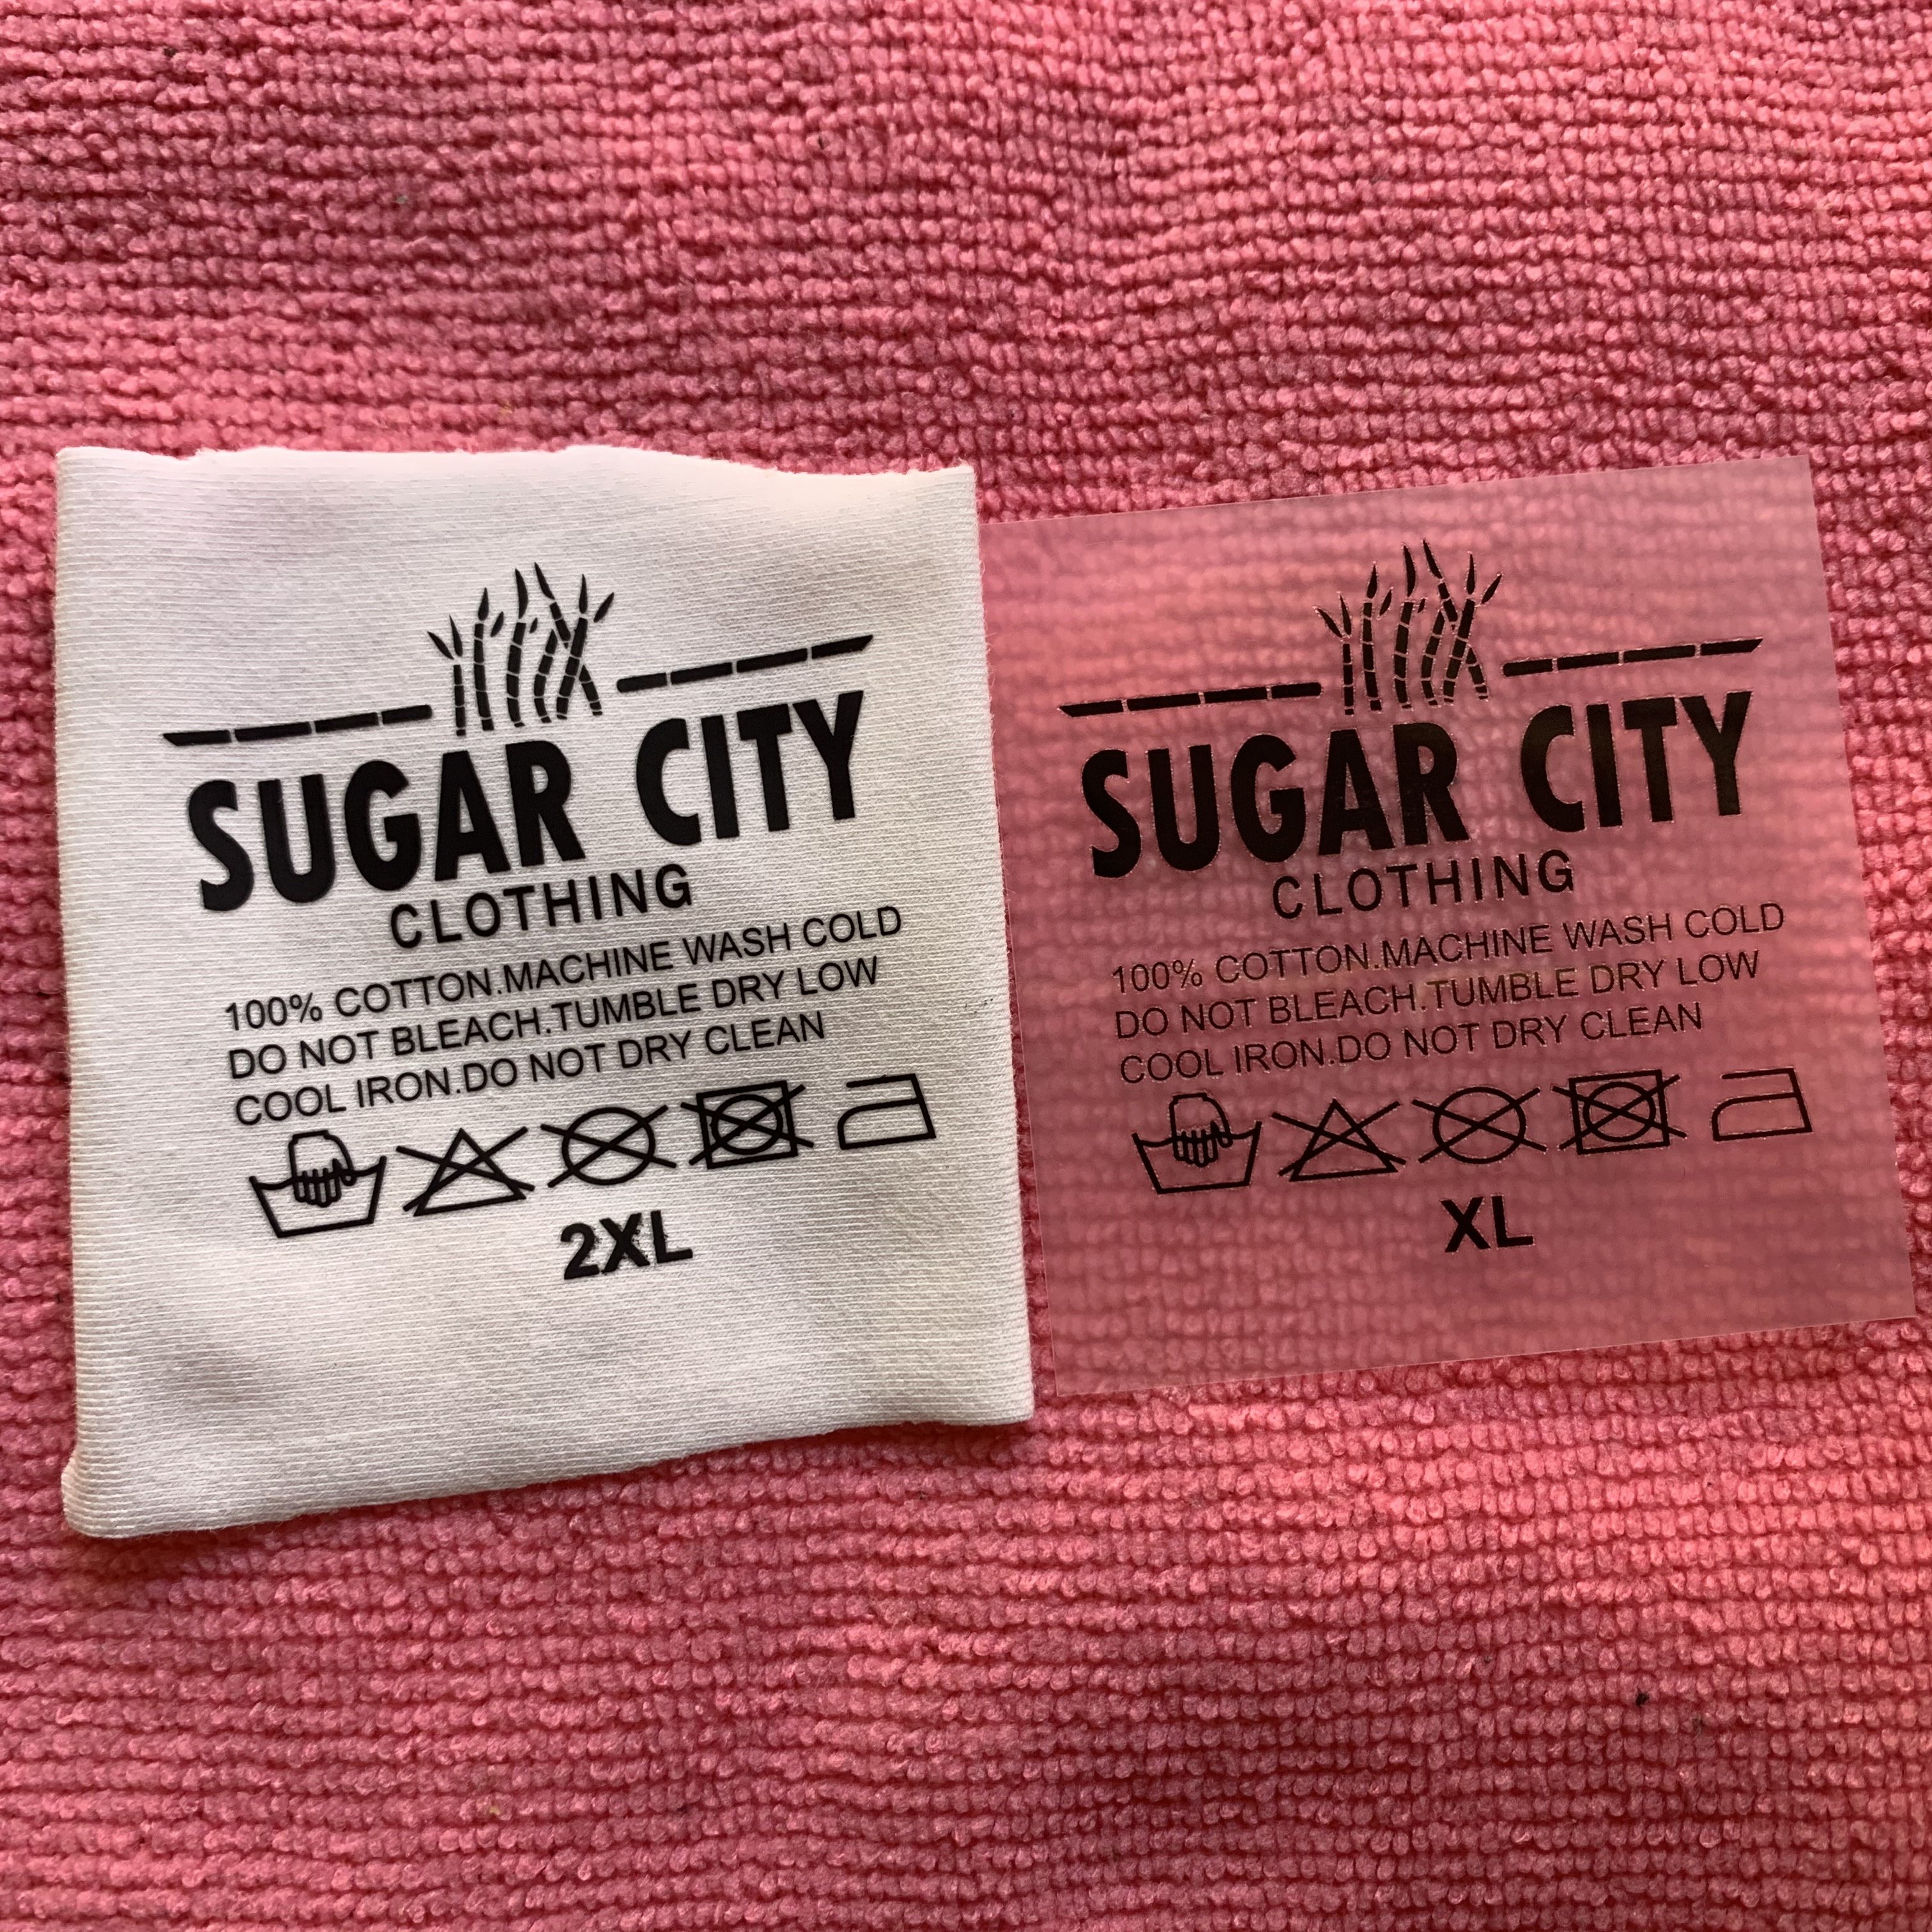 SUGAR CITY
CLOTHING
100% COTTON.MACHINE WASH COLD
DO NOT BLEACH.TUMBLE DRY LOW
COOL IRON.DO NOT DRY CLEAN
2XL
SUGAR CITY
CLOTHING
100% COTTON.MACHINE WASH COLD
DO NOT BLEACH.TUMBLE DRY LOW
COOL IRON.DO NOT DRY CLEAN
XL